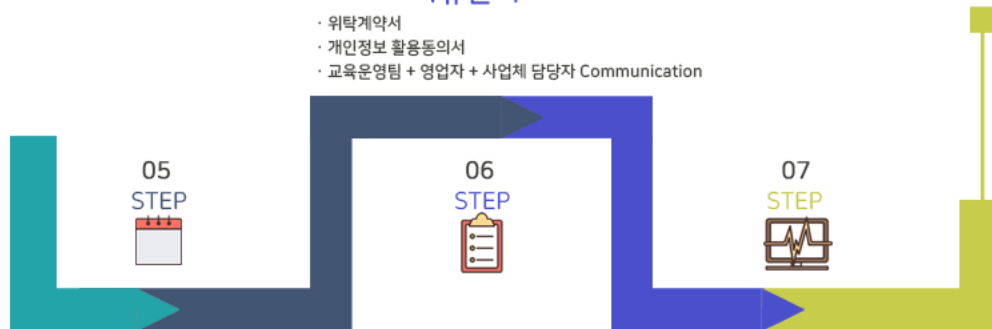 · 위탁계약서
· 개인정보 활용동의서
· 교육운영팀 + 영업자 + 사업체 담당자 Communication
05
STEP
06
STEP
07
STEP